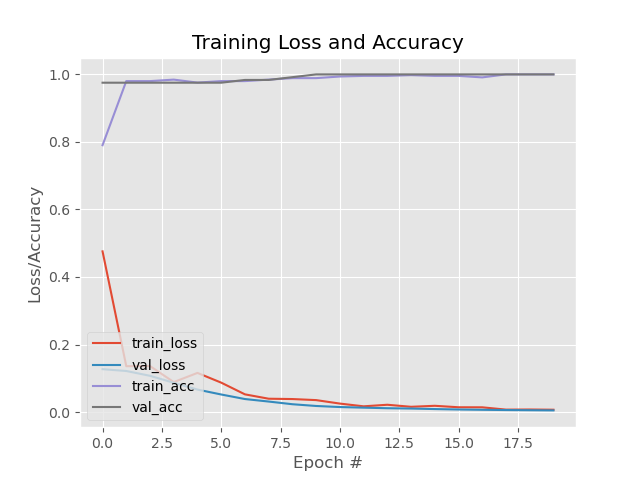 Training Loss and Accuracy
Loss/Accuracy
1.0
0.8
0.6
0.4
0.2
0.0
train_loss
val_loss
train_acc
val_acc
0.0 2.5 5.0 7.5 10.0 12.5 15.0 17.5
Epoch #